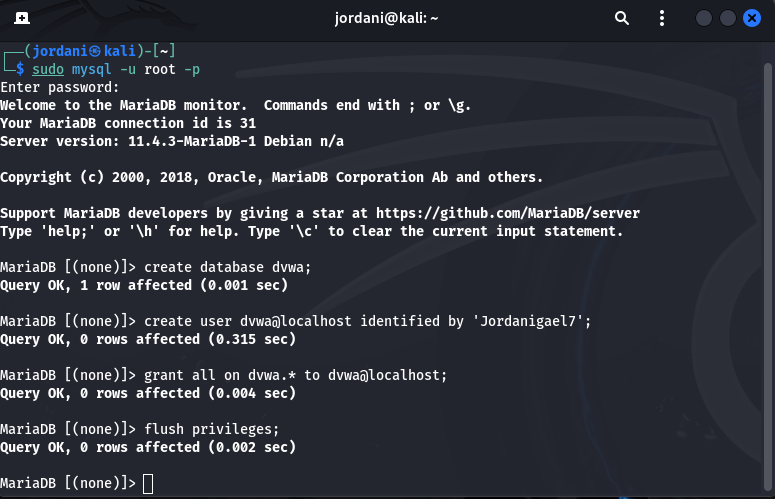 jordani@kali: ~
┌──(jordani㉿kali)-[~]
└─$ sudo mysql -u root -p
Enter password:
Welcome to the MariaDB monitor.  Commands end with ; or \g.
Your MariaDB connection id is 31
Server version: 11.4.3-MariaDB-1 Debian n/a
Copyright (c) 2000, 2018, Oracle, MariaDB Corporation Ab and others.
Support MariaDB developers by giving a star at https://github.com/MariaDB/server
Type 'help;' or '\h' for help. Type '\c' to clear the current input statement.
MariaDB [(none)]> create database dvwa;
Query OK, 1 row affected (0.001 sec)
MariaDB [(none)]> create user dvwa@localhost identified by 'Jordanigael7';
Query OK, 0 rows affected (0.315 sec)
MariaDB [(none)]> grant all on dvwa.* to dvwa@localhost;
Query OK, 0 rows affected (0.004 sec)
MariaDB [(none)]> flush privileges;
Query OK, 0 rows affected (0.002 sec)
MariaDB [(none)]>